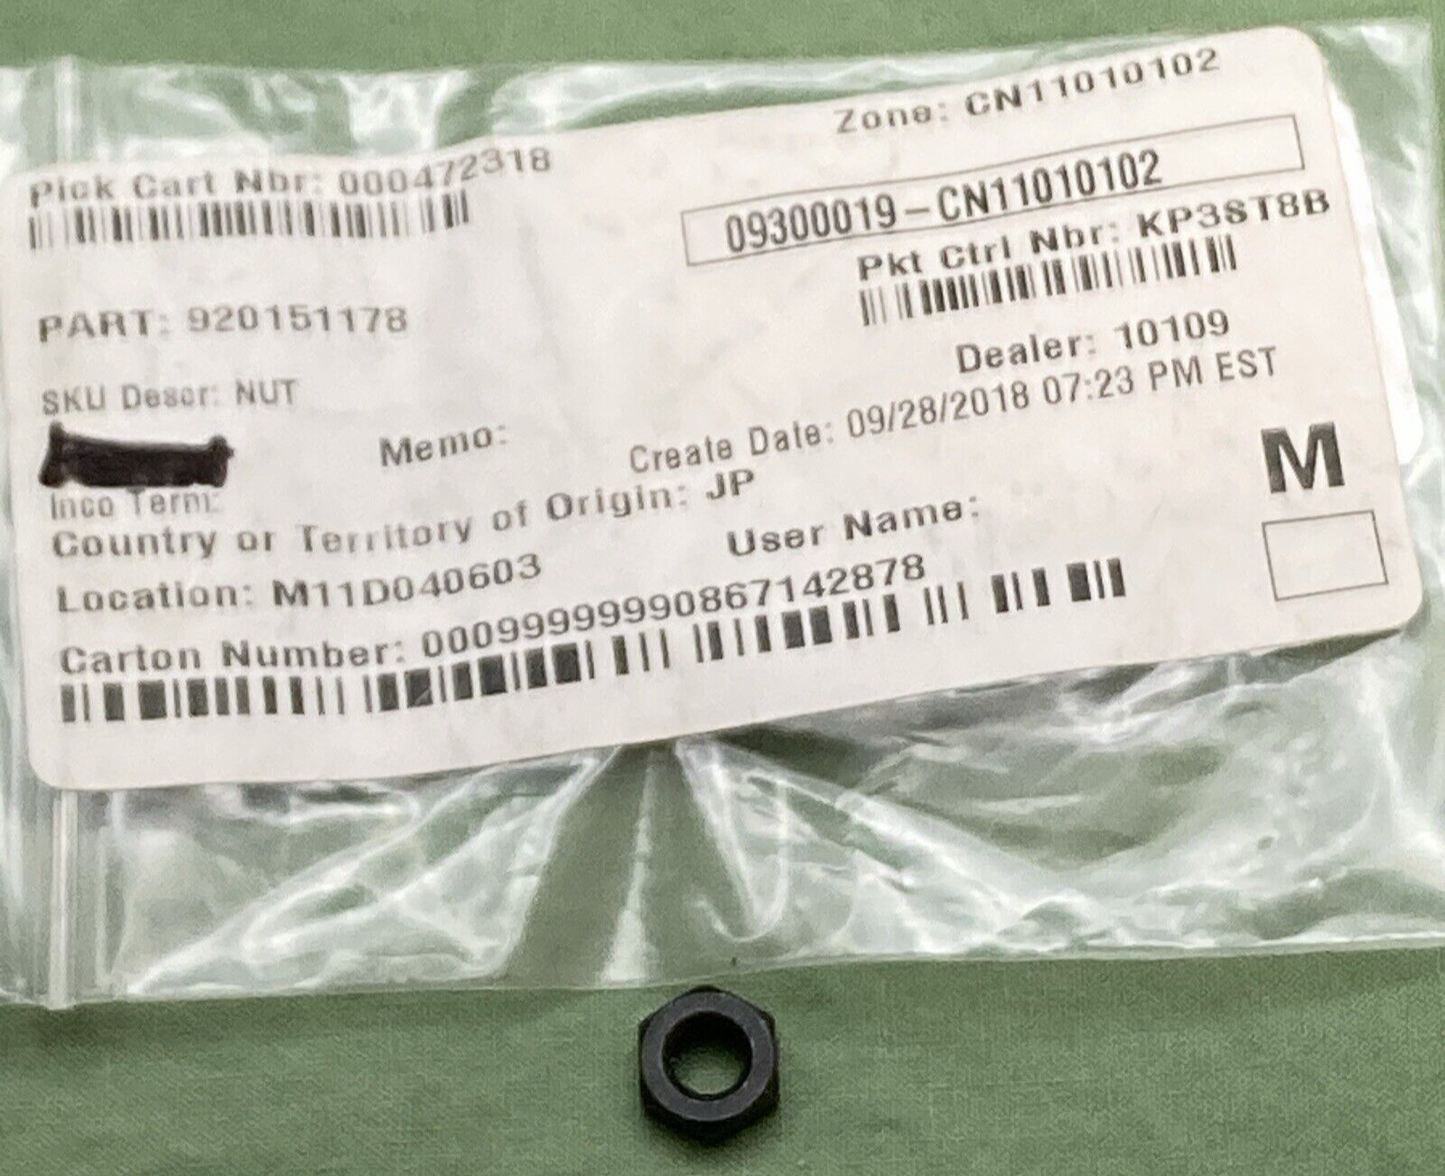 Zone: CN11010102
Pick Cart Nbr: 000472318
09300019-CN11010102
Pkt Ctrl Nbr: KP3ST8B
PART: 920151178
Dealer: 10109
SKU Descr: NUT
Memo:
Create Date: 09/28/2018 07:23 PM EST
M
Inco Term:
Country or Territory of Origin: JP
User Name:
Location: M11D040603
Carton Number: 00099999990867142878